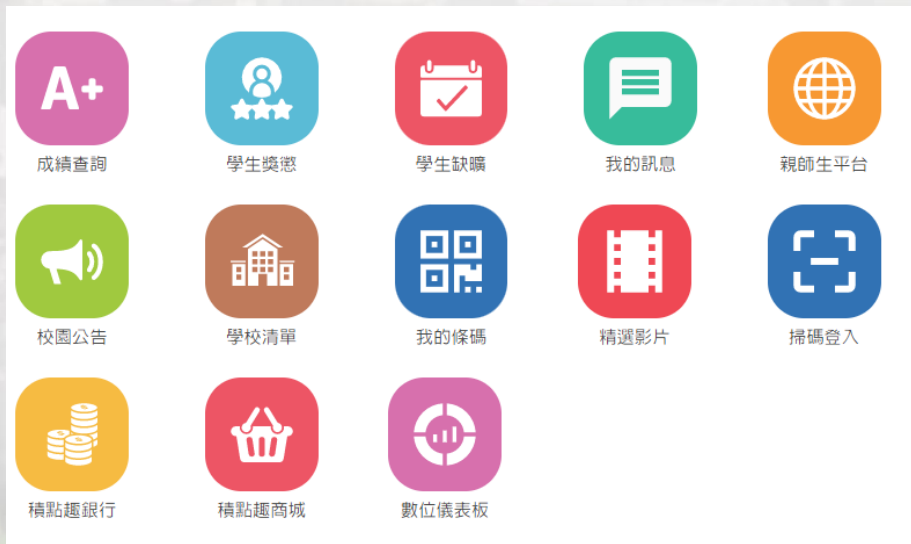 A+
成績查詢
學生獎懲
學生缺曠
我的訊息
親師生平台
校園公告
學校清單
我的條碼
精選影片
掃碼登入
積點趣銀行
積點趣商城
數位儀表板